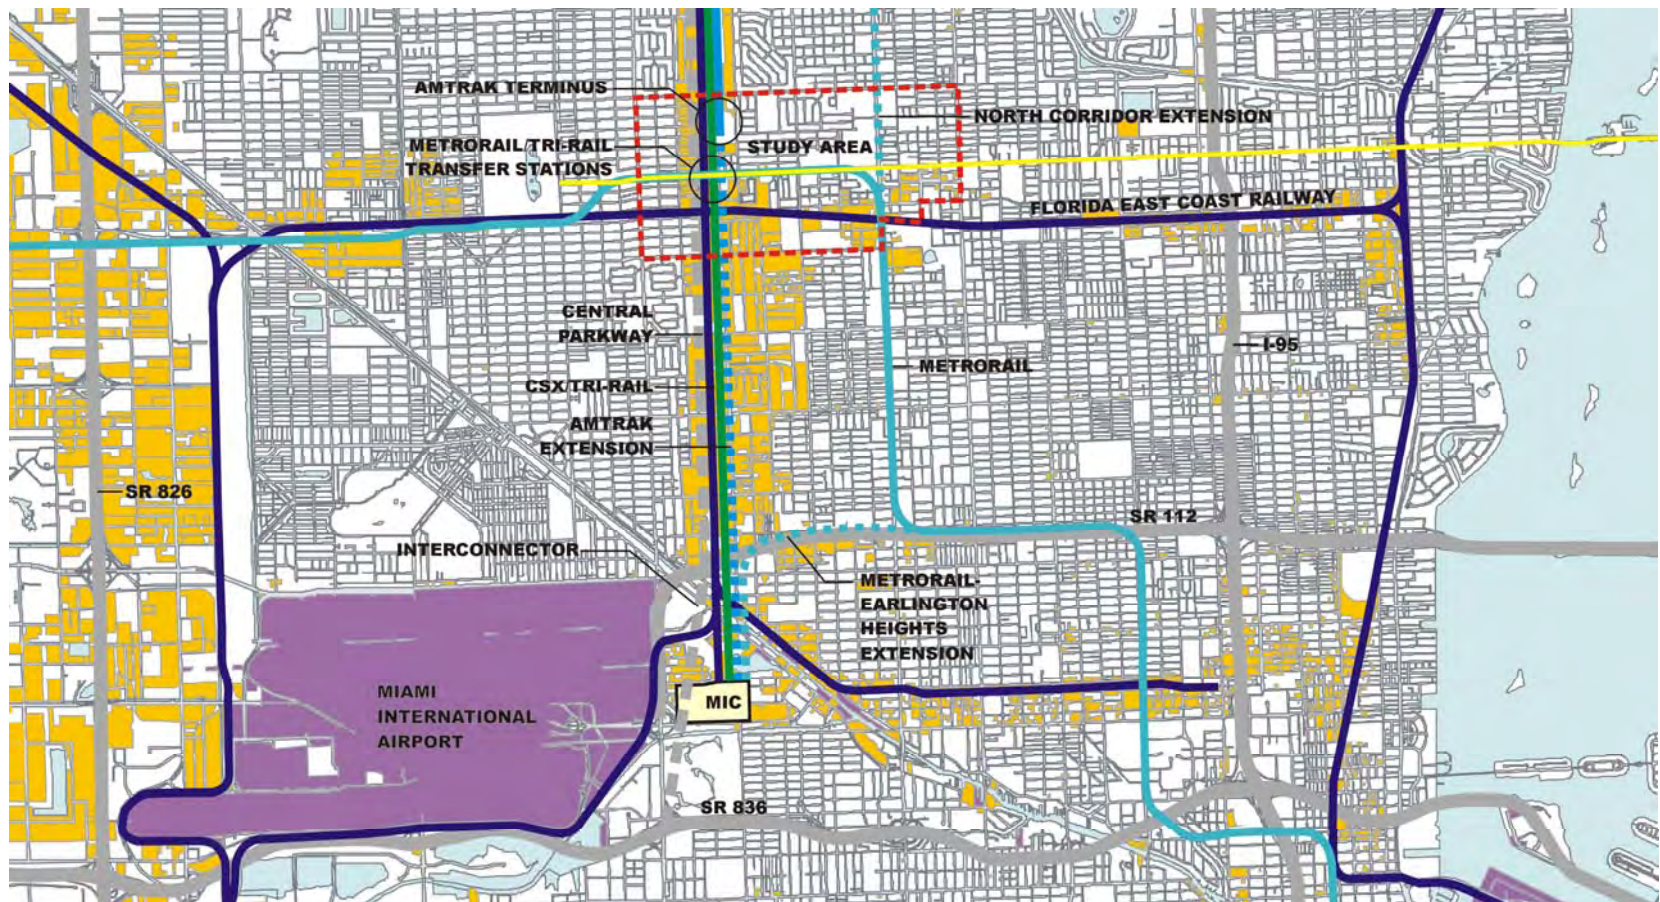 AMTRAK TERMINUS
NORTH CORRIDOR EXTENSION
METRORAIL/TRI-RAIL
TRANSFER STATIONS
STUDY AREA
FLORIDA EAST COAST RAILWAY
CENTRAL
PARKWAY
I-95
METRORAIL
CSX/TRI-RAIL
AMTRAK
EXTENSION
SR 826
SR 112
INTERCONNECTOR
METRORAIL-
EARLINGTON
HEIGHTS
EXTENSION
MIAMI
INTERNATIONAL
AIRPORT
MIC
SR 836